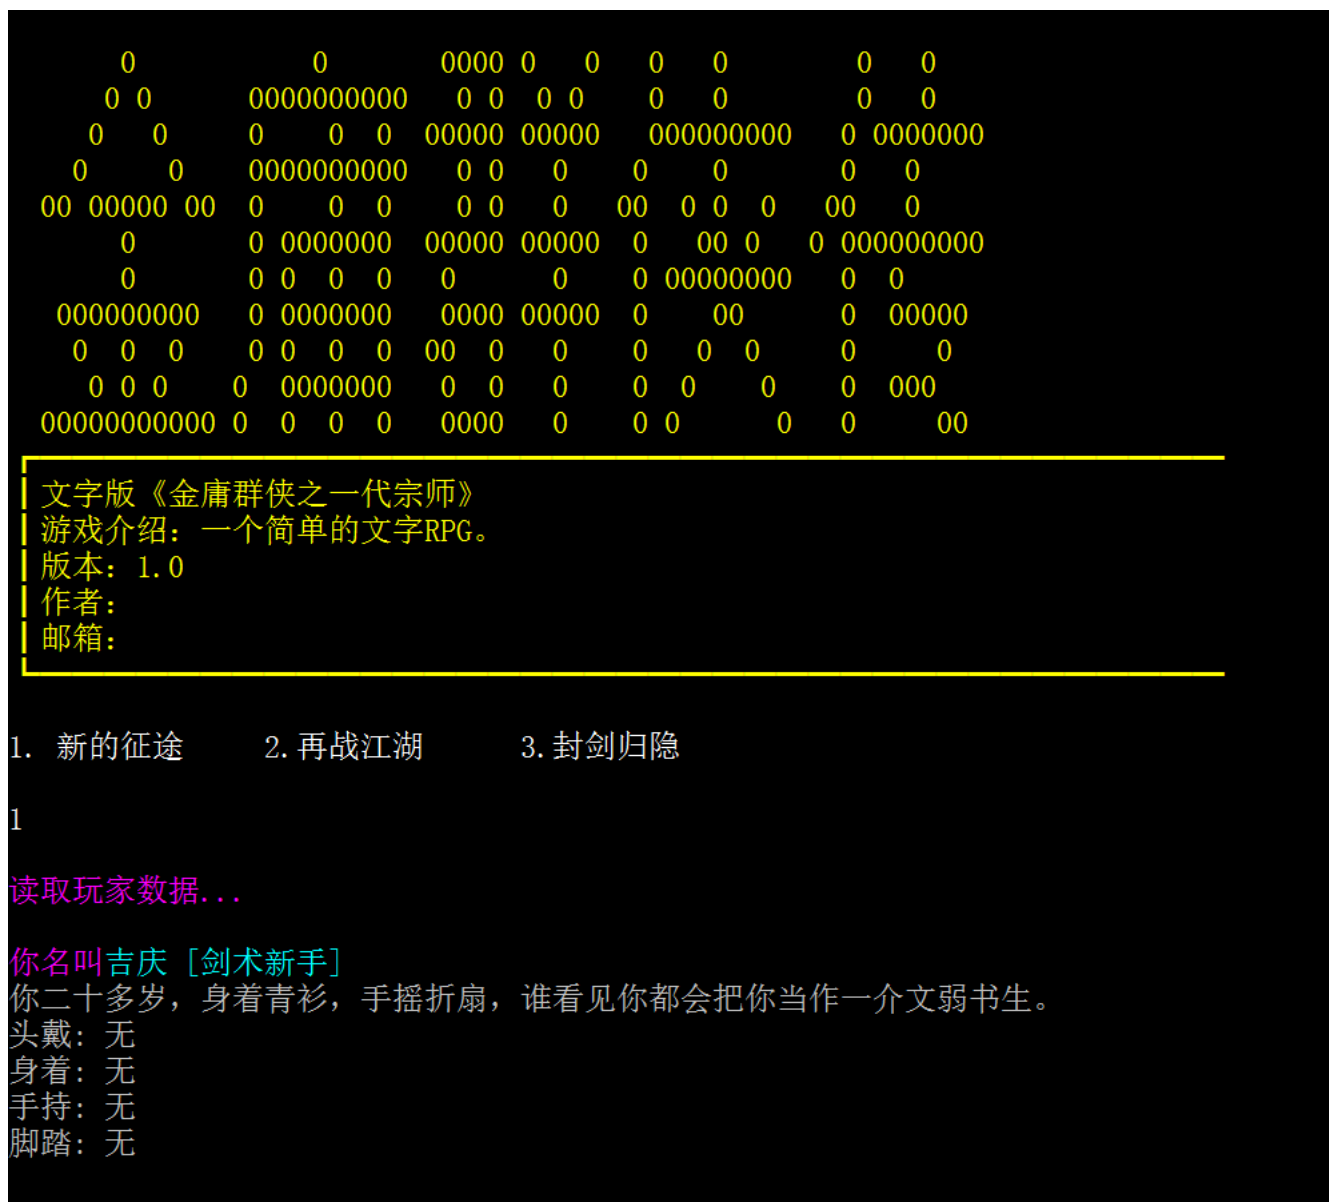 金庸群侠传
文字版《金庸群侠之一代宗师》
游戏介绍：一个简单的文字RPG。
版本：1.0
作者：
邮箱：
1. 新的征途 2.再战江湖 3.封剑归隐
1
读取玩家数据...
你名叫吉庆 [剑术新手]
你二十多岁，身着青衫，手摇折扇，谁看见你都会把你当作一介文弱书生。
头戴: 无
身着: 无
手持: 无
脚踏: 无